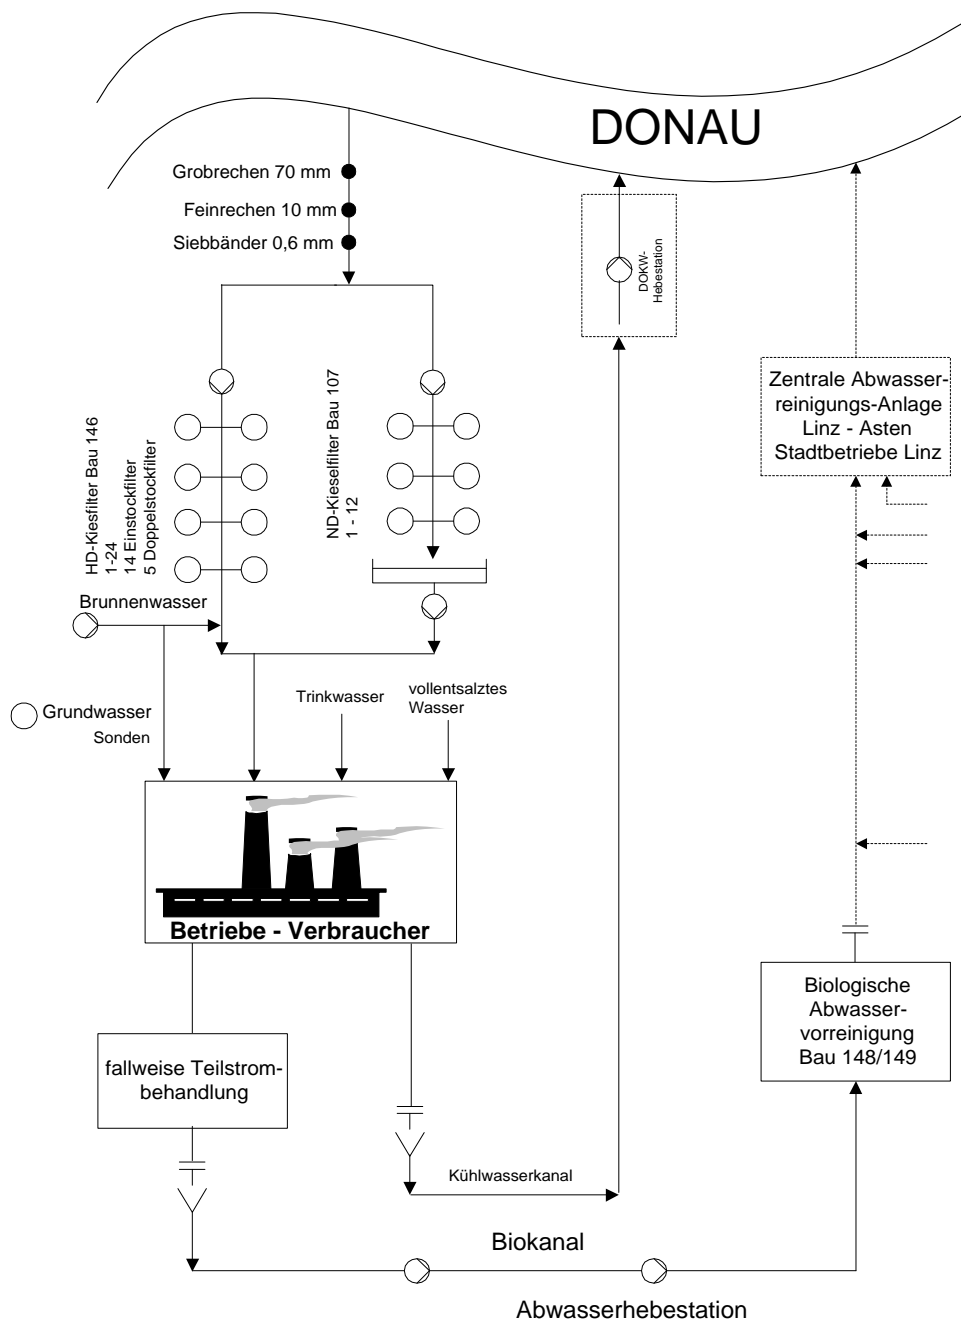 DONAU
Grobrechen 70 mm
Feinrechen 10 mm
Siebbänder 0,6 mm
DOKW-
Hebestation
HD-Kiesfilter Bau 146
1-24
14 Einstockfilter
5 Doppelstockfilter
ND-Kieselfilter Bau 107
1 - 12
Zentrale Abwasser-
reinigungs-Anlage
Linz - Asten
Stadtbetriebe Linz
Brunnenwasser
Grundwasser
Sonden
Trinkwasser
vollentsalztes
Wasser
Betriebe - Verbraucher
fallweise Teilstrom-
behandlung
Biologische
Abwasser-
vorreinigung
Bau 148/149
Kühlwasserkanal
Biokanal
Abwasserhebestation